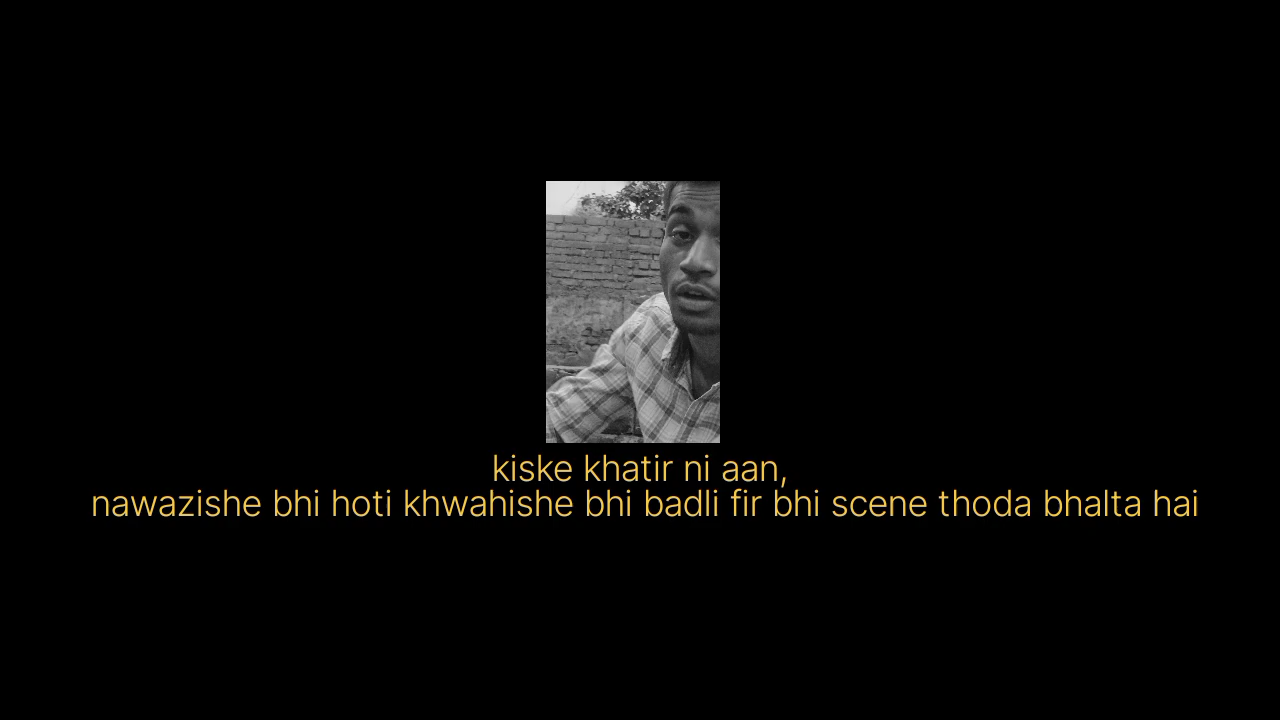 kiske khatir ni aan,
nawazishe bhi hoti khwahishe bhi badli fir bhi scene thoda bhalta hai